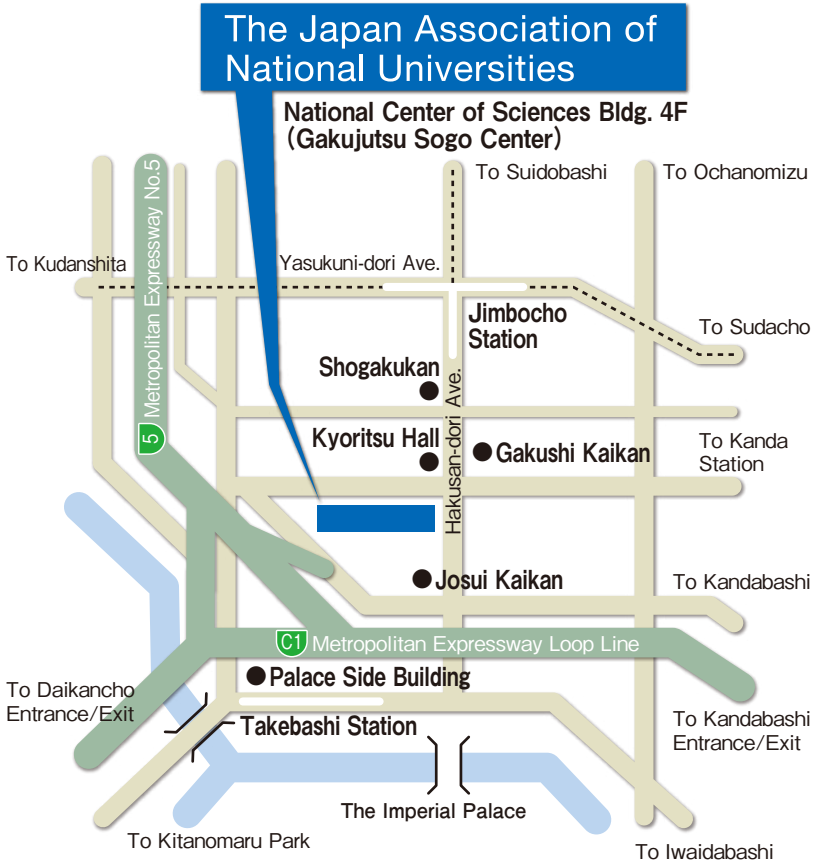 The Japan Association of
National Universities
National Center of Sciences Bldg. 4F
(Gakujutsu Sogo Center)
To Suidobashi
To Ochanomizu
Metropolitan Expressway No.5
To Kudanshita
Yasukuni-dori Ave.
Jimbocho
Station
To Sudacho
Shogakukan
Hakusan-dori Ave.
5
Kyoritsu Hall
Gakushi Kaikan
To Kanda
Station
Josui Kaikan
To Kandabashi
C1
Metropolitan Expressway Loop Line
Palace Side Building
To Daikancho
Entrance/Exit
Takebashi Station
To Kandabashi
Entrance/Exit
The Imperial Palace
To Kitanomaru Park
To Iwaidabashi